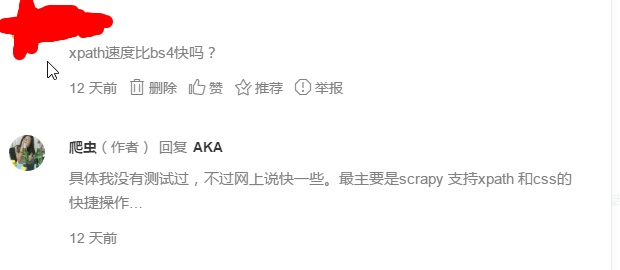 xpath速度比bs4快吗？
12 天前 删除 赞 推荐 举报
爬虫（作者） 回复 AKA
具体我没有测试过，不过网上说快一些。最主要是scrapy 支持xpath 和css的
快捷操作...
12 天前